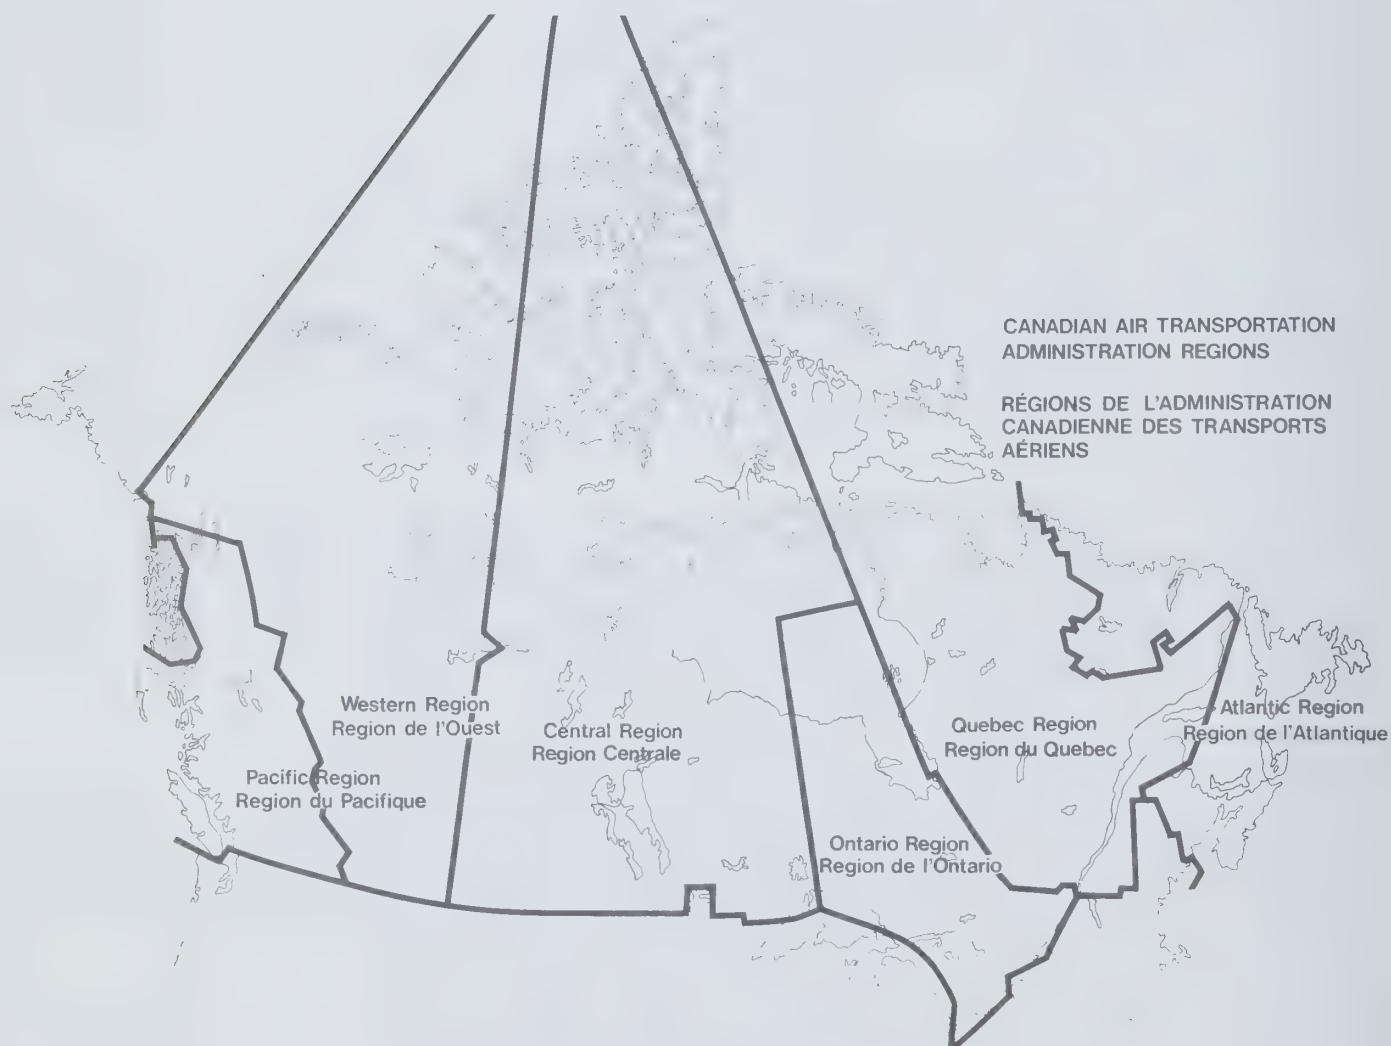 CANADIAN AIR TRANSPORTATION
ADMINISTRATION REGIONS
RÉGIONS DE L'ADMINISTRATION
CANADIENNE DES TRANSPORTS
AÉRIENS
Western Region
Region de l'Ouest
Central Region
Region Centrale
Pacific Region
Region du Pacifique
Quebec Region
Region du Quebec
Atlantic Region
Region de l'Atlantique
Ontario Region
Region de l'Ontario